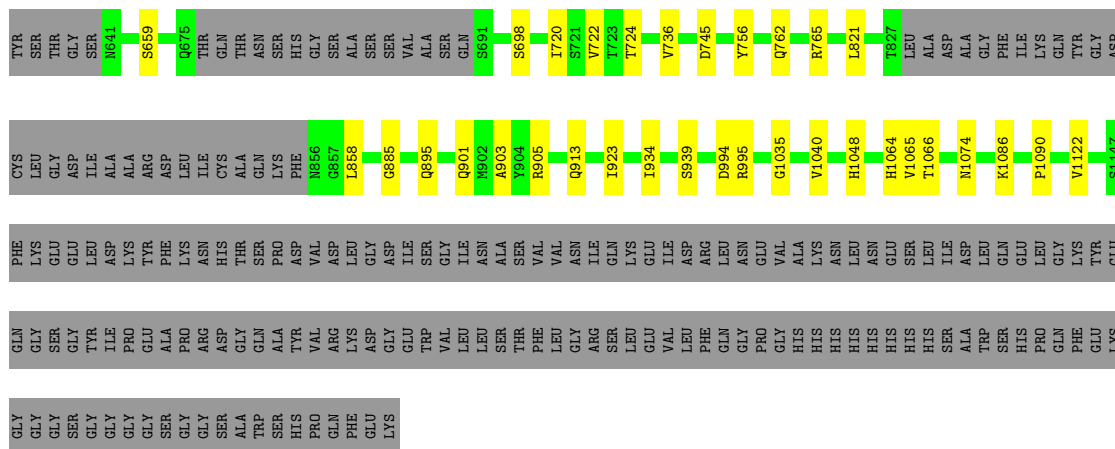 TYR SER THR GLY SER N641 S659 Q675 THR GLN THR ASN SER HIS GLY SER ALA SER SER VAL ALA SER GLN S691 S698 I720 S721 V722 T723 T724 V736 D745 Y756 Q762 R765 L821 T827 LEU ALA ASP ALA GLY PHE ILE LYS GLN TYR GLY ASP
CYS LEU GLY ASP ILE ALA ALA ARG ASP LEU ILE CYS ALA GLN LYS PHE N856 G857 L858 G885 Q895 Q901 M902 A903 Y904 R905 Q913 I923 I934 S939 D994 R995 G1035 V1040 H1048 H1064 V1065 T1066 N1074 K1086 P1090 V1122 S1147
PHE LYS GLU GLU LEU ASP LYS TYR PHE LYS ASN HIS THR SER PRO ASP VAL ASP LEU GLY ASP ILE SER GLY ILE ASN ALA SER VAL VAL ASN ILE GLN LYS GLU ILE ASP ARG LEU ASN GLU VAL ALA LYS ASN LEU ASN GLU SER LEU ILE ASP LEU GLN GLU LEU GLY LYS TYR GLU
GLN GLY SER GLY TYR ILE PRO GLU ALA PRO ARG ASP GLY GLN ALA TYR VAL ARG LYS ASP GLY GLU TRP VAL LEU LEU SER THR PHE LEU GLY ARG SER LEU GLU VAL LEU PHE GLN GLY PRO GLY HIS HIS HIS HIS HIS HIS HIS HIS SER ALA TRP SER HIS PRO GLN PHE GLU LYS
GLY GLY GLY SER GLY GLY GLY GLY SER GLY GLY SER ALA TRP SER HIS PRO GLN PHE GLU LYS